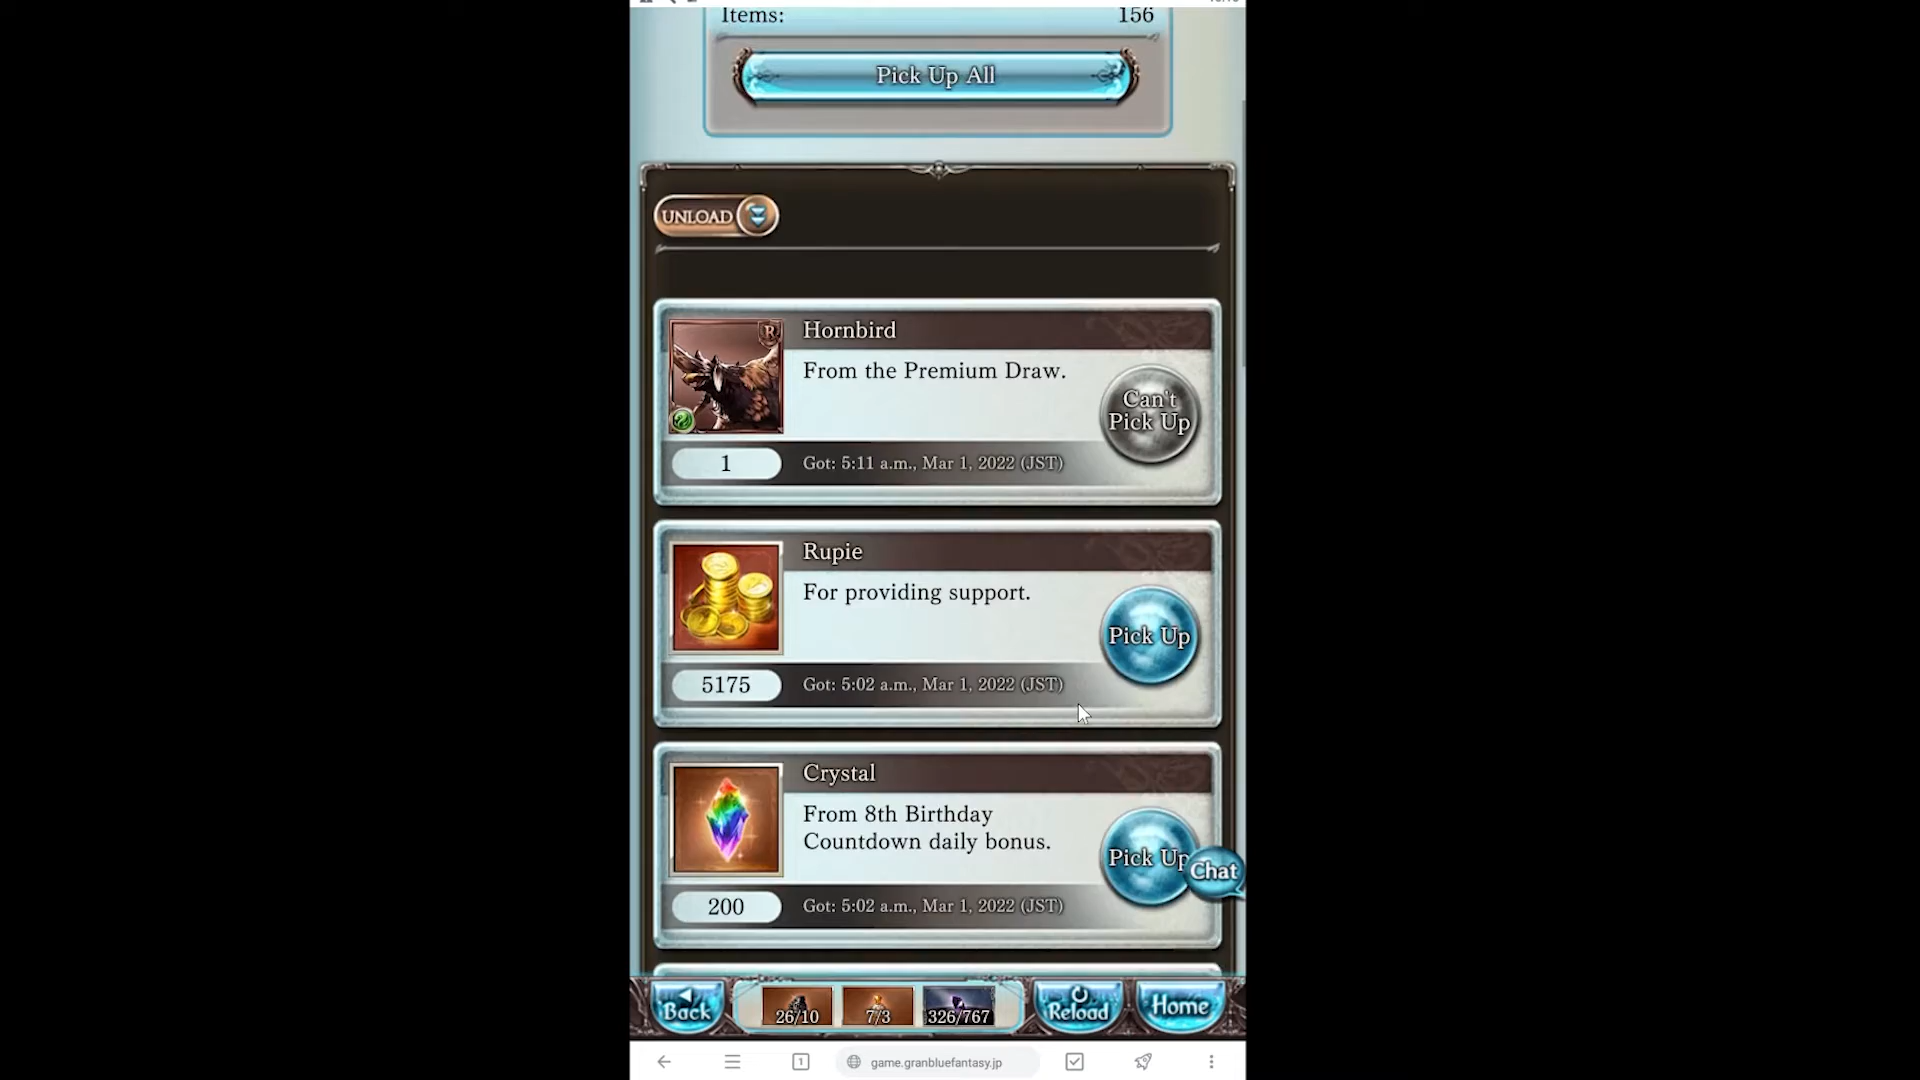 Items: 156
Pick Up All
UNLOAD
R
Hornbird
From the Premium Draw.
Can't
Pick Up
1
Got: 5:11 a.m., Mar 1, 2022 (JST)
Rupie
For providing support.
Pick Up
5175
Got: 5:02 a.m., Mar 1, 2022 (JST)
Crystal
From 8th Birthday
Countdown daily bonus.
Pick Up
Chat
200
Got: 5:02 a.m., Mar 1, 2022 (JST)
Back
26/10
7/3
326/767
Reload
Home
1
game.granbluefantasy.jp